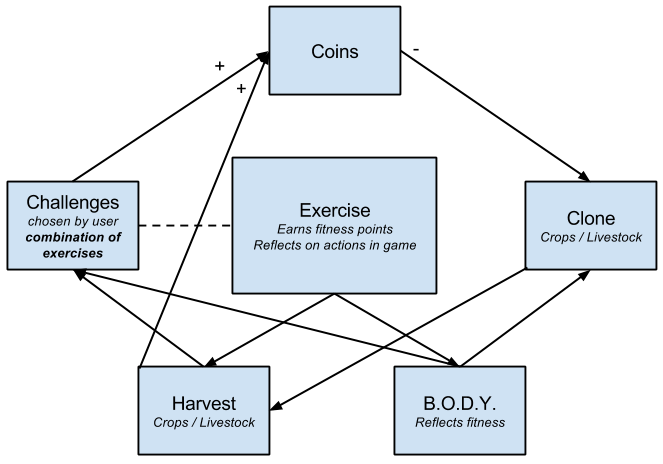 Coins
+
-
+
Challenges
chosen by user
combination of
exercises
Exercise
Earns fitness points
Reflects on actions in game
Clone
Crops / Livestock
Harvest
Crops / Livestock
B.O.D.Y.
Reflects fitness